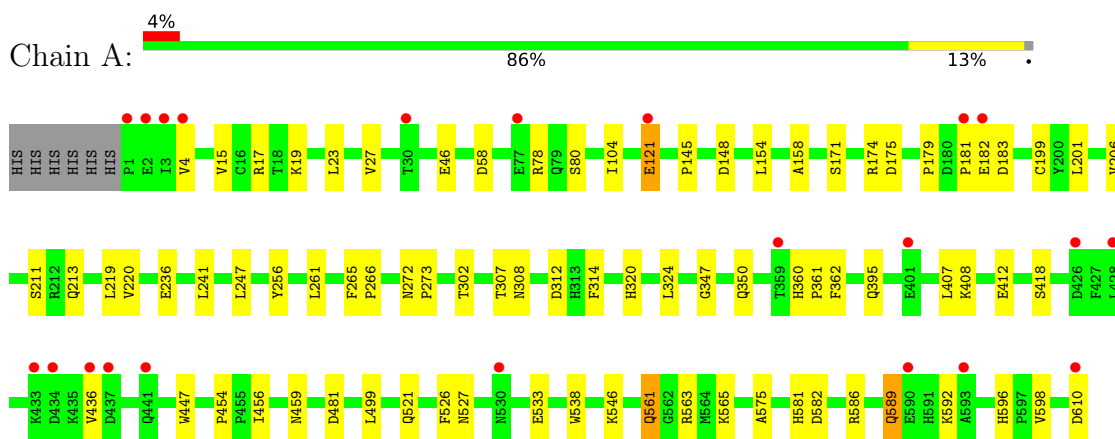 4%
Chain A:
86% 13% •
HIS HIS HIS HIS HIS HIS P1 E2 I3 V4 V15 C16 R17 T18 K19 L23 V27 T30 E46 D58 E77 R78 Q79 S80 I104 E121 P145 D148 L154 A158 S171 R174 D175 P179 D180 P181 E182 D183 C199 Y200 L201 V206
S211 R212 Q213 L219 V220 E236 L241 L247 Y256 L261 F265 P266 N272 P273 T302 T307 N308 D312 H313 F314 H320 L324 G347 Q350 T359 H360 P361 F362 Q395 E401 L407 K408 E412 S418 D426 F427 L428
K433 D434 K435 V436 D437 Q441 W447 P454 P455 I456 N459 D481 L499 Q521 F526 N527 N530 E533 W538 K546 Q561 G562 R563 M564 K565 A575 H581 D582 R586 Q589 E590 H591 K592 A593 H596 P597 V598 D610